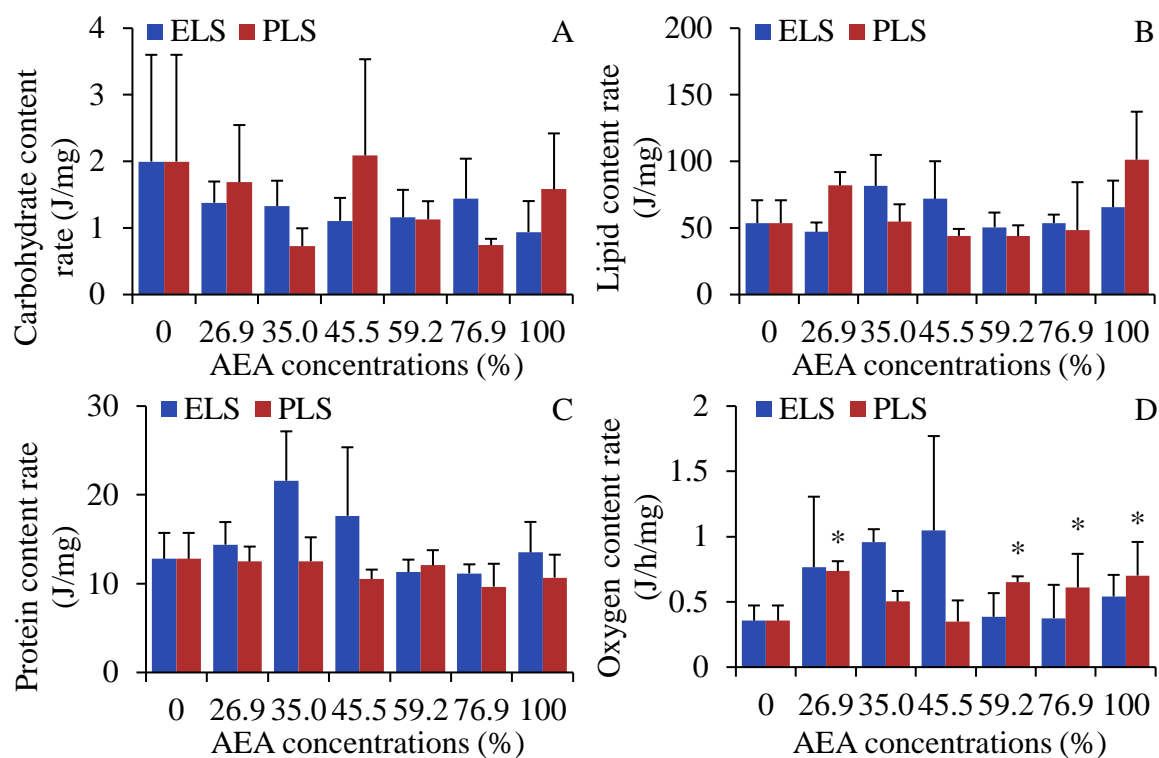 ELS PLS A
Carbohydrate content
rate (J/mg)
4
3
2
1
0
0 26.9 35.0 45.5 59.2 76.9 100
AEA concentrations (%)
ELS PLS B
Lipid content rate
(J/mg)
200
150
100
50
0
0 26.9 35.0 45.5 59.2 76.9 100
AEA concentrations (%)
ELS PLS C
Protein content rate
(J/mg)
30
20
10
0
0 26.9 35.0 45.5 59.2 76.9 100
AEA concentrations (%)
ELS PLS D
Oxygen content rate
(J/h/mg)
2
1.5
1
0.5
0
* * * *
0 26.9 35.0 45.5 59.2 76.9 100
AEA concentrations (%)